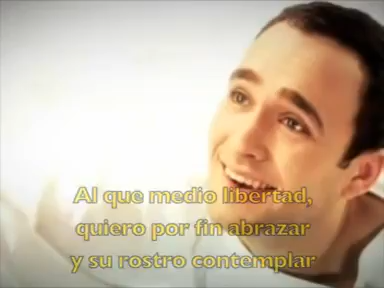 Al que medio libertad,
quiero por fin abrazar
y su rostro contemplar